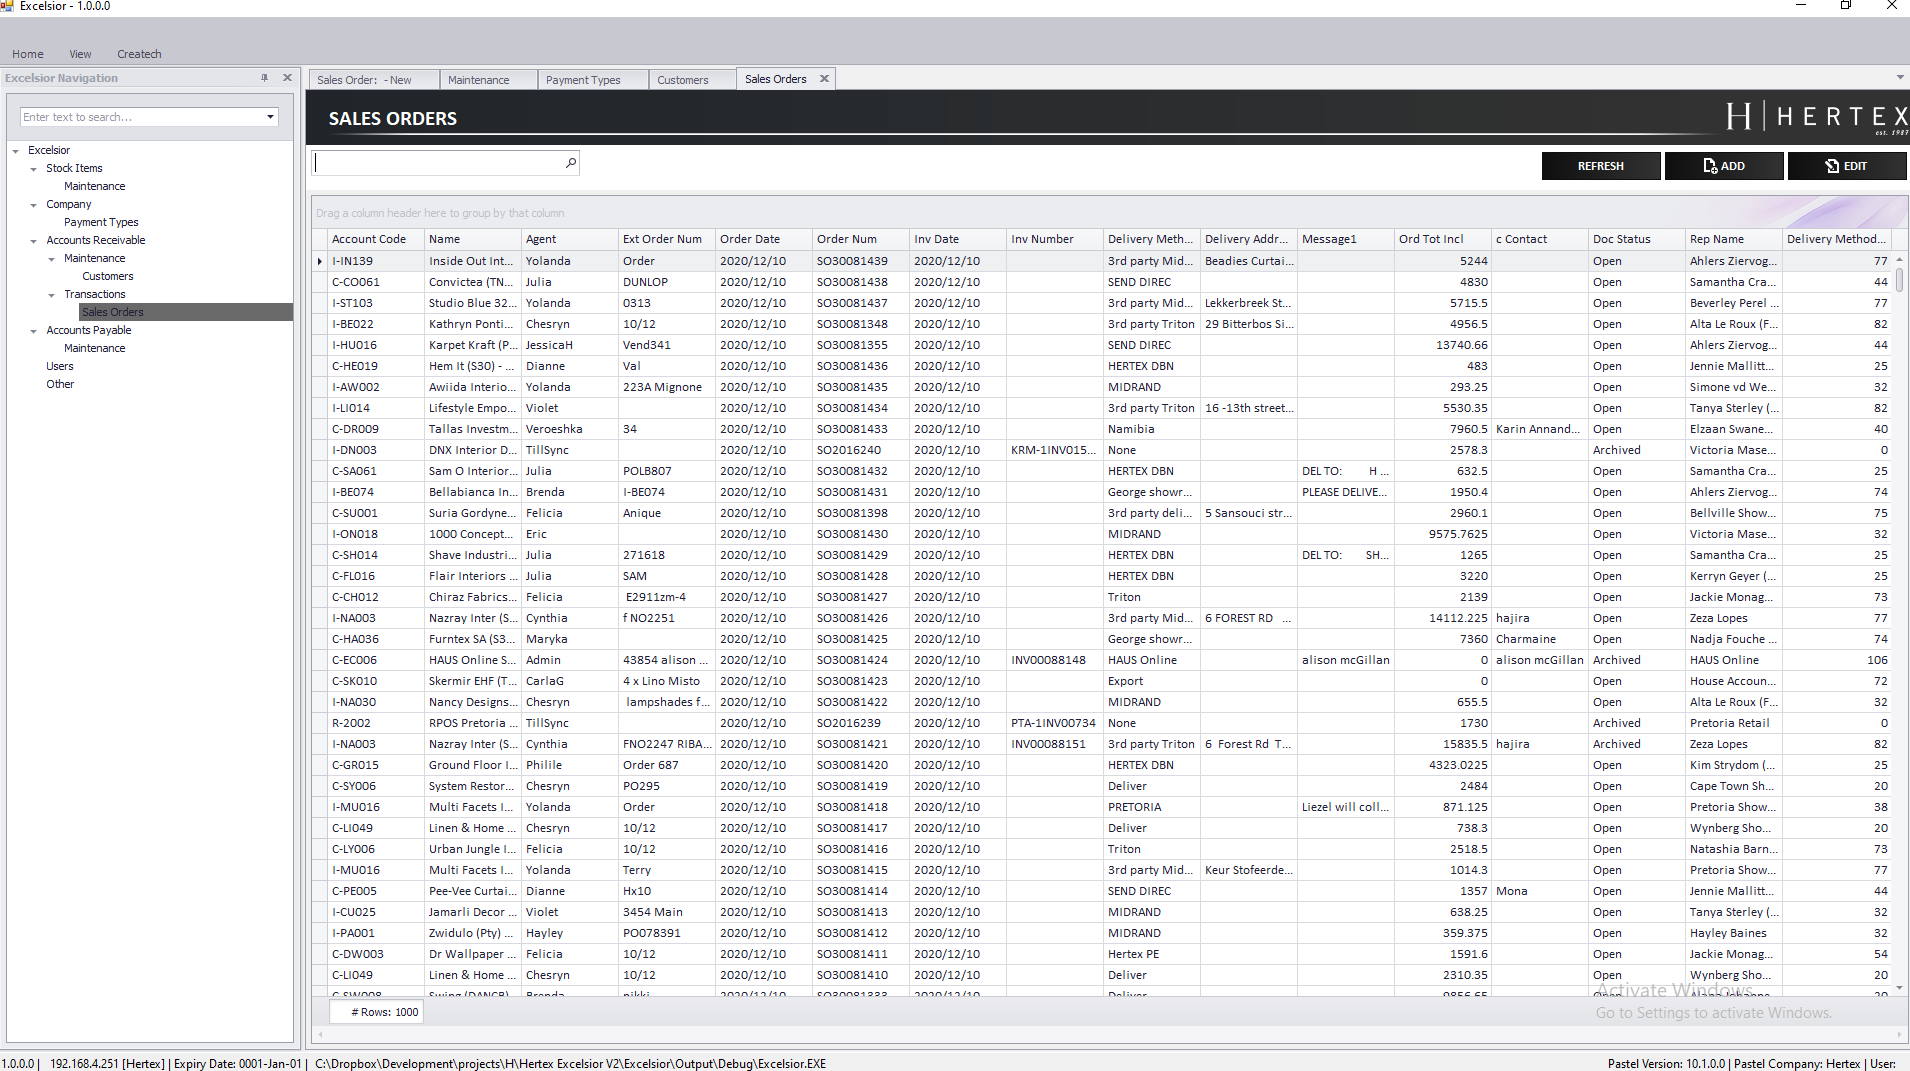 Excelsior - 1.0.0.0
Home View Createch
Excelsior Navigation
Sales Order: - New Maintenance Payment Types Customers Sales Orders
Enter text to search...
SALES ORDERS
H HERTEX
est. 1987
REFRESH ADD EDIT
Excelsior
Stock Items
Maintenance
Company
Payment Types
Accounts Receivable
Maintenance
Customers
Transactions
Sales Orders
Accounts Payable
Maintenance
Users
Other
Drag a column header here to group by that column
Account Code Name Agent Ext Order Num Order Date Order Num Inv Date Inv Number Delivery Meth... Delivery Addr... Message1 Ord Tot Incl c Contact Doc Status Rep Name Delivery Method...
I-IN139 Inside Out Int... Yolanda Order 2020/12/10 SO30081439 2020/12/10 3rd party Mid... Beadies Curtai... 5244 Open Ahlers Ziervog... 77
C-CO061 Convictea (TN... Julia DUNLOP 2020/12/10 SO30081438 2020/12/10 SEND DIREC 4830 Open Samantha Cra... 44
I-ST103 Studio Blue 32... Yolanda 0313 2020/12/10 SO30081437 2020/12/10 3rd party Mid... Lekkerbreek St... 5715.5 Open Beverley Perel ... 77
I-BE022 Kathryn Ponti... Chesryn 10/12 2020/12/10 SO30081348 2020/12/10 3rd party Triton 29 Bitterbos Si... 4956.5 Open Alta Le Roux (F... 82
I-HU016 Karpet Kraft (P... JessicaH Vend341 2020/12/10 SO30081355 2020/12/10 SEND DIREC 13740.66 Open Ahlers Ziervog... 44
C-HE019 Hem It (S30) - ... Dianne Val 2020/12/10 SO30081436 2020/12/10 HERTEX DBN 483 Open Jennie Mallitt... 25
I-AW002 Awiida Interio... Yolanda 223A Mignone 2020/12/10 SO30081435 2020/12/10 MIDRAND 293.25 Open Simone vd We... 32
I-LI014 Lifestyle Empo... Violet 2020/12/10 SO30081434 2020/12/10 3rd party Triton 16 -13th street... 5530.35 Open Tanya Sterley (... 82
C-DR009 Tallas Investm... Veroeshka 34 2020/12/10 SO30081433 2020/12/10 Namibia 7960.5 Karin Annand... Open Elzaan Swane... 40
I-DN003 DNX Interior D... TillSync 2020/12/10 SO2016240 2020/12/10 KRM-1INV015... None 2578.3 Archived Victoria Mase... 0
C-SA061 Sam O Interior... Julia POLB807 2020/12/10 SO30081432 2020/12/10 HERTEX DBN DEL TO: H ... 632.5 Open Samantha Cra... 25
I-BE074 Bellabianca In... Brenda I-BE074 2020/12/10 SO30081431 2020/12/10 George showr... PLEASE DELIVE... 1950.4 Open Ahlers Ziervog... 74
C-SU001 Suria Gordyne... Felicia Anique 2020/12/10 SO30081398 2020/12/10 3rd party deli... 5 Sansouci str... 2960.1 Open Bellville Show... 75
I-ON018 1000 Concept... Eric 2020/12/10 SO30081430 2020/12/10 MIDRAND 9575.7625 Open Victoria Mase... 32
C-SH014 Shave Industri... Julia 271618 2020/12/10 SO30081429 2020/12/10 HERTEX DBN DEL TO: SH... 1265 Open Samantha Cra... 25
C-FL016 Flair Interiors ... Julia SAM 2020/12/10 SO30081428 2020/12/10 HERTEX DBN 3220 Open Kerryn Geyer (... 25
C-CH012 Chiraz Fabrics... Felicia E2911zm-4 2020/12/10 SO30081427 2020/12/10 Triton 2139 Open Jackie Monag... 73
I-NA003 Nazray Inter (S... Cynthia f NO2251 2020/12/10 SO30081426 2020/12/10 3rd party Mid... 6 FOREST RD ... 14112.225 hajira Open Zeza Lopes 77
C-HA036 Furntex SA (S3... Maryka 2020/12/10 SO30081425 2020/12/10 George showr... 7360 Charmaine Open Nadja Fouche ... 74
C-EC006 HAUS Online S... Admin 43854 alison ... 2020/12/10 SO30081424 2020/12/10 INV00088148 HAUS Online alison mcGillan 0 alison mcGillan Archived HAUS Online 106
C-SK010 Skermir EHF (T... CarlaG 4 x Lino Misto 2020/12/10 SO30081423 2020/12/10 Export 0 Open House Accoun... 72
I-NA030 Nancy Designs... Chesryn lampshades f... 2020/12/10 SO30081422 2020/12/10 MIDRAND 655.5 Open Alta Le Roux (F... 32
R-2002 RPOS Pretoria ... TillSync 2020/12/10 SO2016239 2020/12/10 PTA-1INV00734 None 1730 Archived Pretoria Retail 0
I-NA003 Nazray Inter (S... Cynthia FNO2247 RIBA... 2020/12/10 SO30081421 2020/12/10 INV00088151 3rd party Triton 6 Forest Rd T... 15835.5 hajira Archived Zeza Lopes 82
C-GR015 Ground Floor I... Philile Order 687 2020/12/10 SO30081420 2020/12/10 HERTEX DBN 4323.0225 Open Kim Strydom (... 25
C-SY006 System Restor... Chesryn PO295 2020/12/10 SO30081419 2020/12/10 Deliver 2484 Open Cape Town Sh... 20
I-MU016 Multi Facets I... Yolanda Order 2020/12/10 SO30081418 2020/12/10 PRETORIA Liezel will coll... 871.125 Open Pretoria Show... 38
C-LI049 Linen & Home ... Chesryn 10/12 2020/12/10 SO30081417 2020/12/10 Deliver 738.3 Open Wynberg Sho... 20
C-LY006 Urban Jungle I... Felicia 10/12 2020/12/10 SO30081416 2020/12/10 Triton 2518.5 Open Natashia Barn... 73
I-MU016 Multi Facets I... Yolanda Terry 2020/12/10 SO30081415 2020/12/10 3rd party Mid... Keur Stofeerde... 1014.3 Open Pretoria Show... 77
C-PE005 Pee-Vee Curtai... Dianne Hx10 2020/12/10 SO30081414 2020/12/10 SEND DIREC 1357 Mona Open Jennie Mallitt... 44
I-CU025 Jamarli Decor ... Violet 3454 Main 2020/12/10 SO30081413 2020/12/10 MIDRAND 638.25 Open Tanya Sterley (... 32
I-PA001 Zwidulo (Pty) ... Hayley PO078391 2020/12/10 SO30081412 2020/12/10 MIDRAND 359.375 Open Hayley Baines 32
C-DW003 Dr Wallpaper ... Felicia 10/12 2020/12/10 SO30081411 2020/12/10 Hertex PE 1591.6 Open Jackie Monag... 54
C-LI049 Linen & Home ... Chesryn 10/12 2020/12/10 SO30081410 2020/12/10 Deliver 2310.35 Open Wynberg Sho... 20
Brenda nikki 2020/12/10 SO30081333 2020/12/10 Deliver 9856.65 Open 20
# Rows: 1000
Activate Windows
Go to Settings to activate Windows.
1.0.0.0 | 192.168.4.251 [Hertex] | Expiry Date: 0001-Jan-01 | C:\Dropbox\Development\projects\H\Hertex Excelsior V2\Excelsior\Output\Debug\Excelsior.EXE Pastel Version: 10.1.0.0 | Pastel Company: Hertex | User: